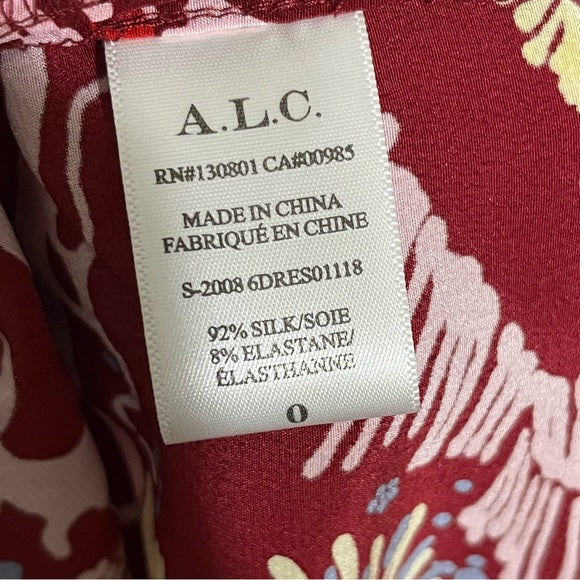 A.L.C.
RN#130801 CA#00985
MADE IN CHINA
FABRIQUÉ EN CHINE
S-2008 6DRES01118
92% SILK/SOIE
8% ELASTANE/
ÉLASTHANNE
0